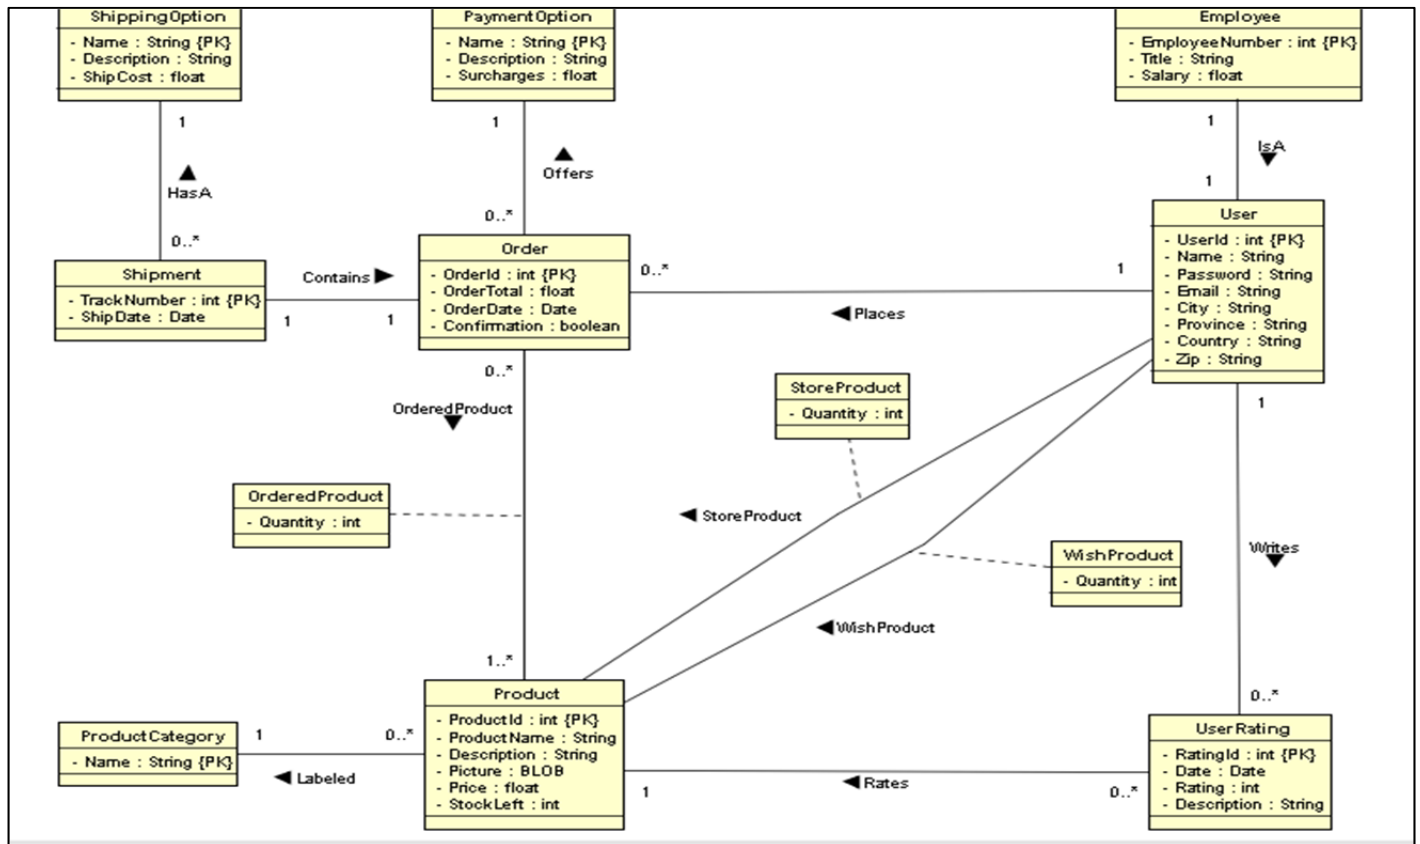 ShippingOption
- Name : String {PK}
- Description : String
- ShipCost : float
PaymentOption
- Name : String {PK}
- Description : String
- Surcharges : float
Employee
- EmployeeNumber : int {PK}
- Title : String
- Salary : float
1
1
1
HasA
Offers
IsA
0..*
0..*
1
Shipment
- TrackNumber : int {PK}
- ShipDate : Date
Contains
1
1
Order
- OrderId : int {PK}
- OrderTotal : float
- OrderDate : Date
- Confirmation : boolean
0..*
1
Places
User
- UserId : int {PK}
- Name : String
- Password : String
- Email : String
- City : String
- Province : String
- Country : String
- Zip : String
0..*
OrderedProduct
StoreProduct
- Quantity : int
1
OrderedProduct
- Quantity : int
StoreProduct
WishProduct
- Quantity : int
Writes
WishProduct
1..*
0..*
ProductCategory
- Name : String {PK}
1
0..*
Labeled
Product
- ProductId : int {PK}
- ProductName : String
- Description : String
- Picture : BLOB
- Price : float
- StockLeft : int
1
Rates
0..*
UserRating
- RatingId : int {PK}
- Date : Date
- Rating : int
- Description : String